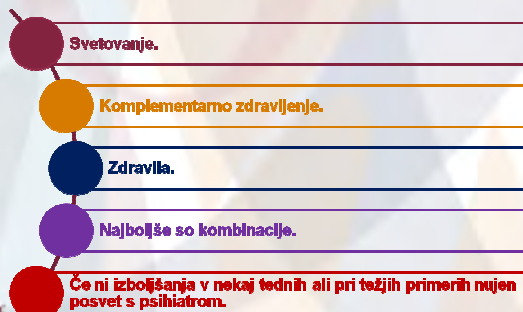 Svetovanje.
Komplementarno zdravljenje.
Zdravila.
Najboljše so kombinacije.
Če ni izboljšanja v nekaj tednih ali pri težjih primerih nujen
posvet s psihiatrom.